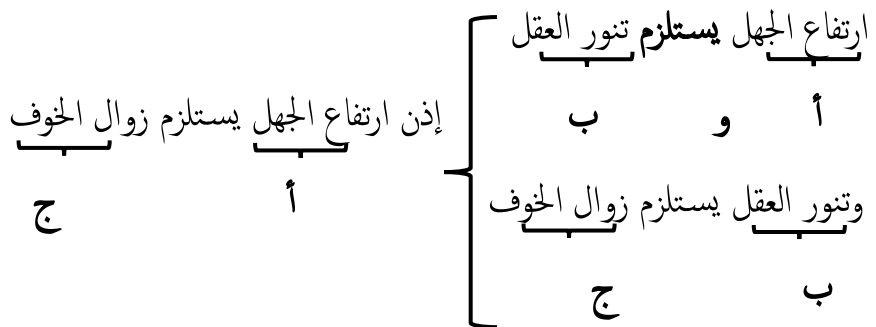 ارتفاع الجهل يستلزم تنور العقل
أ و ب
وتنور العقل يستلزم زوال الخوف
ب ج
إذن ارتفاع الجهل يستلزم زوال الخوف
أ ج